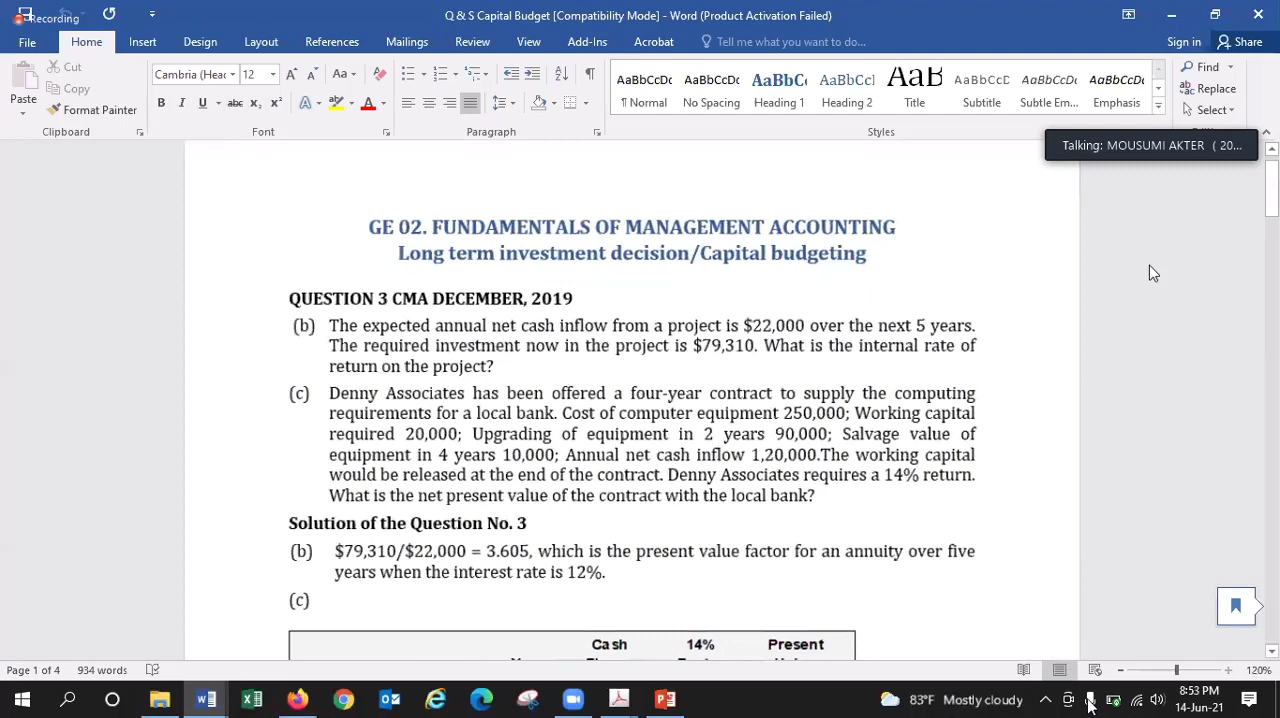 Recording
Q & S Capital Budget [Compatibility Mode] - Word (Product Activation Failed)
File Home Insert Design Layout References Mailings Review View Add-Ins Acrobat Tell me what you want to do... Sign in Share
Paste
Cut
Copy
Format Painter
Cambria (Heac 12
AaBbCcDc AaBbCcDc AaBbC AaBbCcI AaB AaBbCcD AaBbCcDt AaBbCcDt
¶ Normal No Spacing Heading Heading 2 Title Subtitle Subtle Em... Emphasis
Find
Replace
Select
Clipboard Font Paragraph Styles
Talking: MOUSUMI AKTER ( 20...
GE 02. FUNDAMENTALS OF MANAGEMENT ACCOUNTING
Long term investment decision/Capital budgeting
QUESTION 3 CMA DECEMBER, 2019
(b) The expected annual net cash inflow from a project is $22,000 over the next 5 years.
The required investment now in the project is $79,310. What is the internal rate of
return on the project?
(c) Denny Associates has been offered a four-year contract to supply the computing
requirements for a local bank. Cost of computer equipment 250,000; Working capital
required 20,000; Upgrading of equipment in 2 years 90,000; Salvage value of
equipment in 4 years 10,000; Annual net cash inflow 1,20,000.The working capital
would be released at the end of the contract. Denny Associates requires a 14% return.
What is the net present value of the contract with the local bank?
Solution of the Question No. 3
(b) $79,310/$22,000 = 3.605, which is the present value factor for an annuity over five
years when the interest rate is 12%.
(c)
Cash 14% Present
Page 1 of 4 934 words
120%
83°F Mostly cloudy
8:53 PM
14-Jun-21